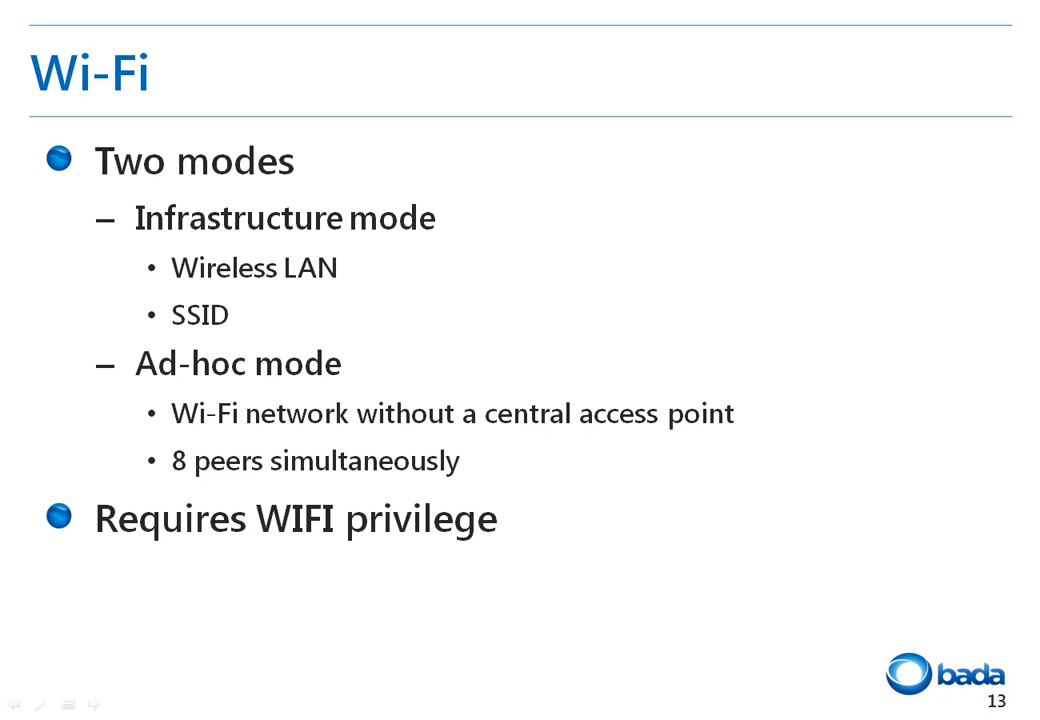 Wi-Fi
Two modes
– Infrastructure mode
• Wireless LAN
• SSID
– Ad-hoc mode
• Wi-Fi network without a central access point
• 8 peers simultaneously
Requires WIFI privilege
bada
13